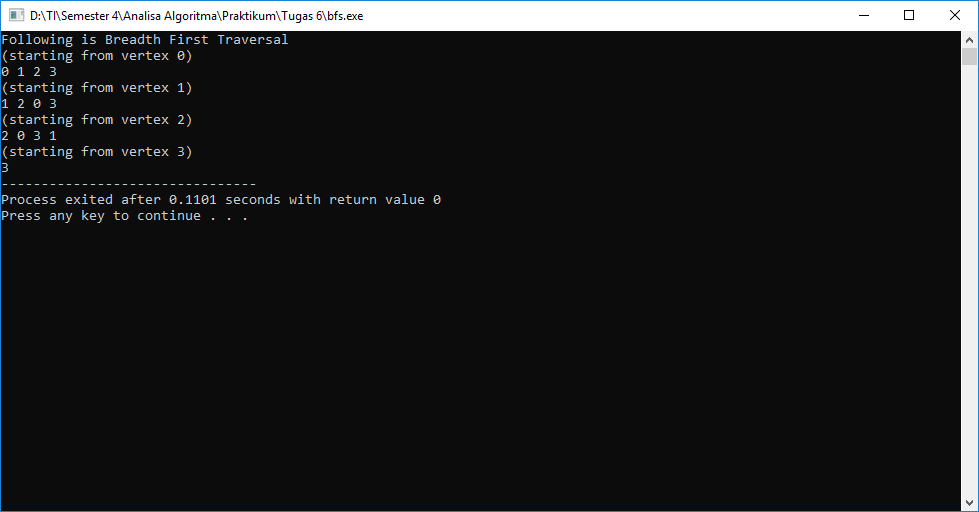 D:\TI\Semester 4\Analisa Algoritma\Praktikum\Tugas 6\bfs.exe
Following is Breadth First Traversal
(starting from vertex 0)
0 1 2 3
(starting from vertex 1)
1 2 0 3
(starting from vertex 2)
2 0 3 1
(starting from vertex 3)
3
--------------------------------
Process exited after 0.1101 seconds with return value 0
Press any key to continue . . .